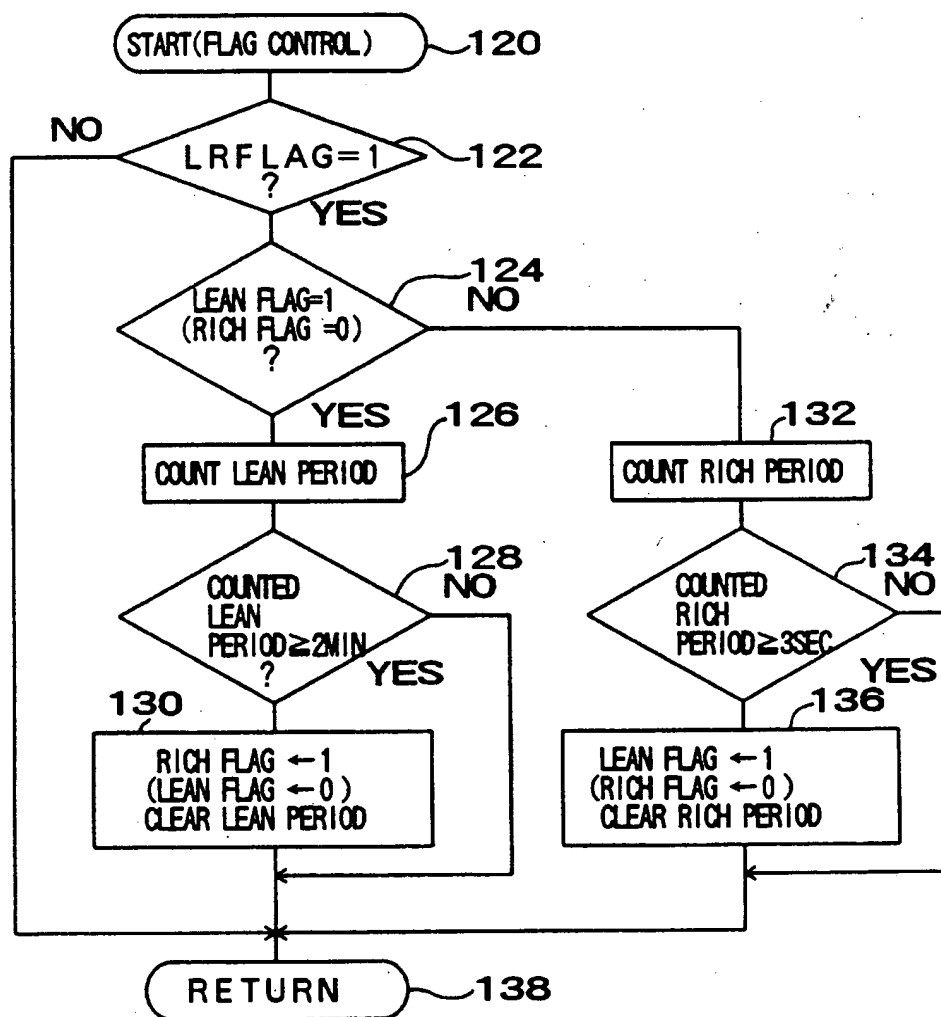 START(FLAG CONTROL)
120
NO
LRFLAG=1
?
122
YES
LEAN FLAG=1
(RICH FLAG =0)
?
124
NO
YES
126
132
COUNT LEAN PERIOD
COUNT RICH PERIOD
128
NO
134
NO
COUNTED
LEAN
PERIOD≧2MIN
?
YES
COUNTED
RICH
PERIOD≧3SEC
YES
130
136
RICH FLAG ←1
(LEAN FLAG ←0)
CLEAR LEAN PERIOD
LEAN FLAG ←1
(RICH FLAG ←0)
CLEAR RICH PERIOD
RETURN
138